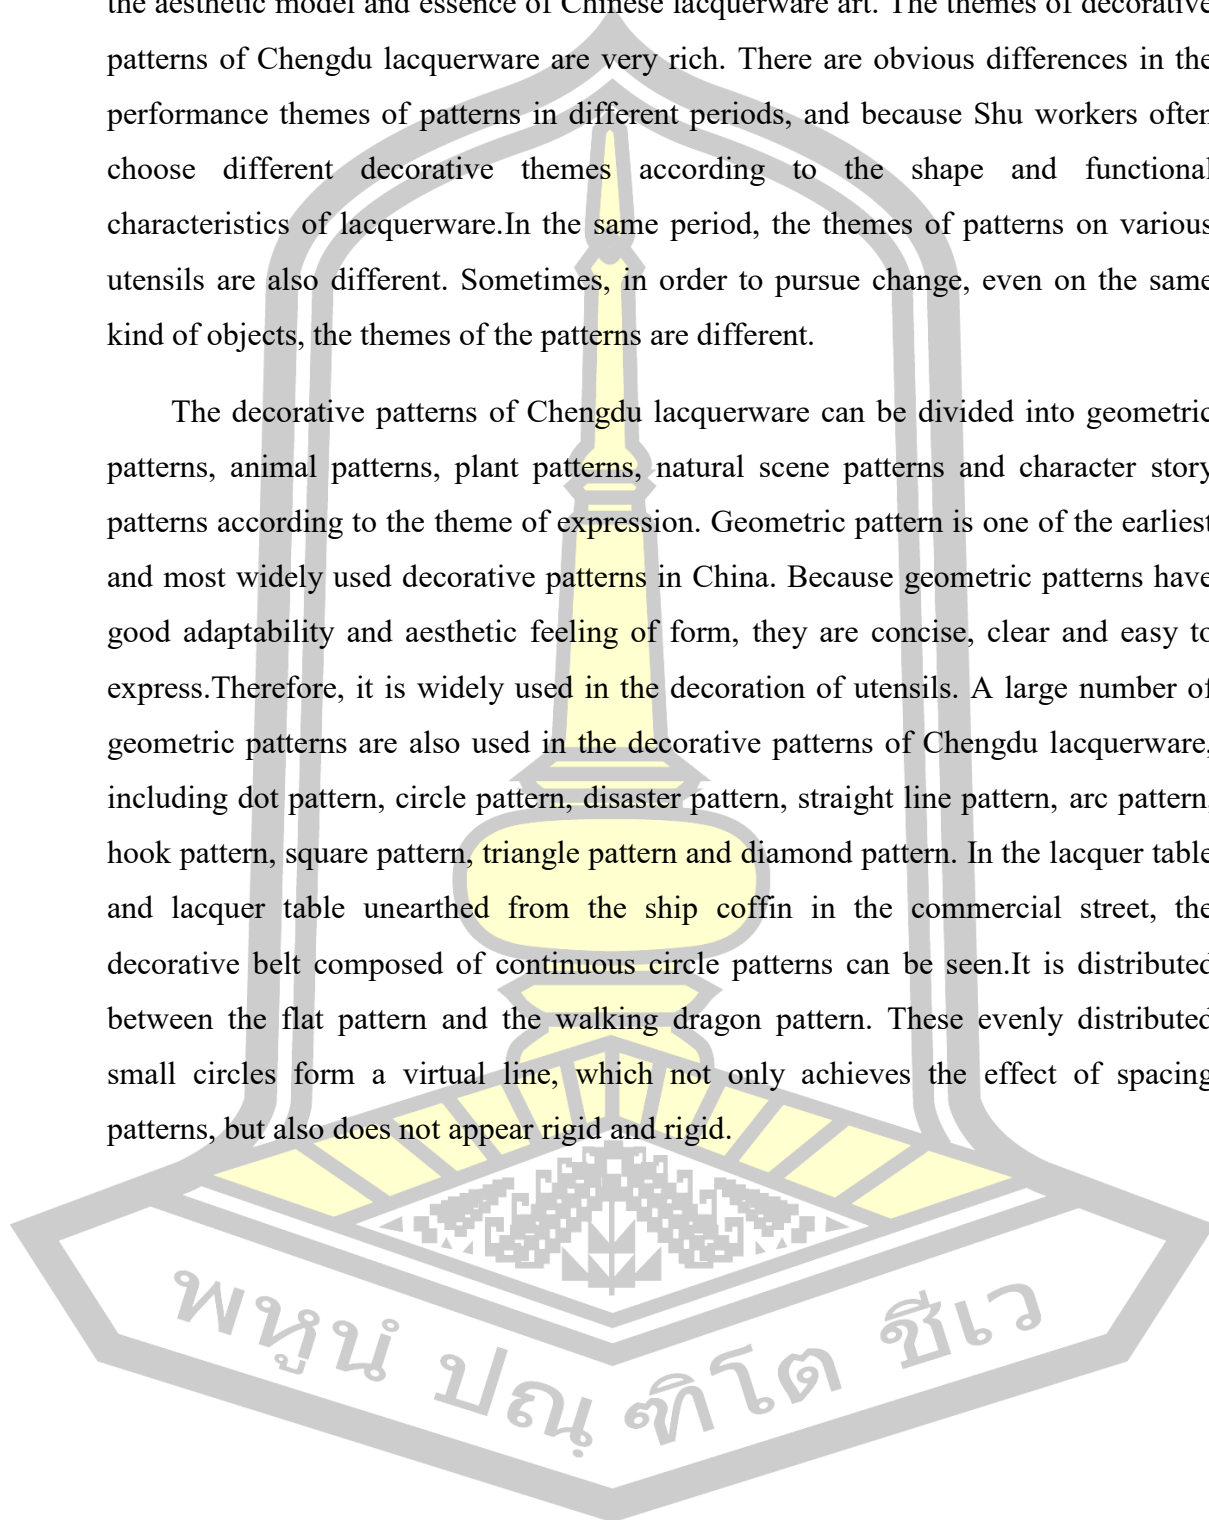 the aesthetic model and essence of Chinese lacquerware art. The themes of decorative
patterns of Chengdu lacquerware are very rich. There are obvious differences in the
performance themes of patterns in different periods, and because Shu workers often
choose different decorative themes according to the shape and functional
characteristics of lacquerware.In the same period, the themes of patterns on various
utensils are also different. Sometimes, in order to pursue change, even on the same
kind of objects, the themes of the patterns are different.
The decorative patterns of Chengdu lacquerware can be divided into geometric
patterns, animal patterns, plant patterns, natural scene patterns and character story
patterns according to the theme of expression. Geometric pattern is one of the earliest
and most widely used decorative patterns in China. Because geometric patterns have
good adaptability and aesthetic feeling of form, they are concise, clear and easy to
express.Therefore, it is widely used in the decoration of utensils. A large number of
geometric patterns are also used in the decorative patterns of Chengdu lacquerware,
including dot pattern, circle pattern, disaster pattern, straight line pattern, arc pattern,
hook pattern, square pattern, triangle pattern and diamond pattern. In the lacquer table
and lacquer table unearthed from the ship coffin in the commercial street, the
decorative belt composed of continuous circle patterns can be seen.It is distributed
between the flat pattern and the walking dragon pattern. These evenly distributed
small circles form a virtual line, which not only achieves the effect of spacing
patterns, but also does not appear rigid and rigid.
พหูนํ ปณฺฑิโต ชีเว